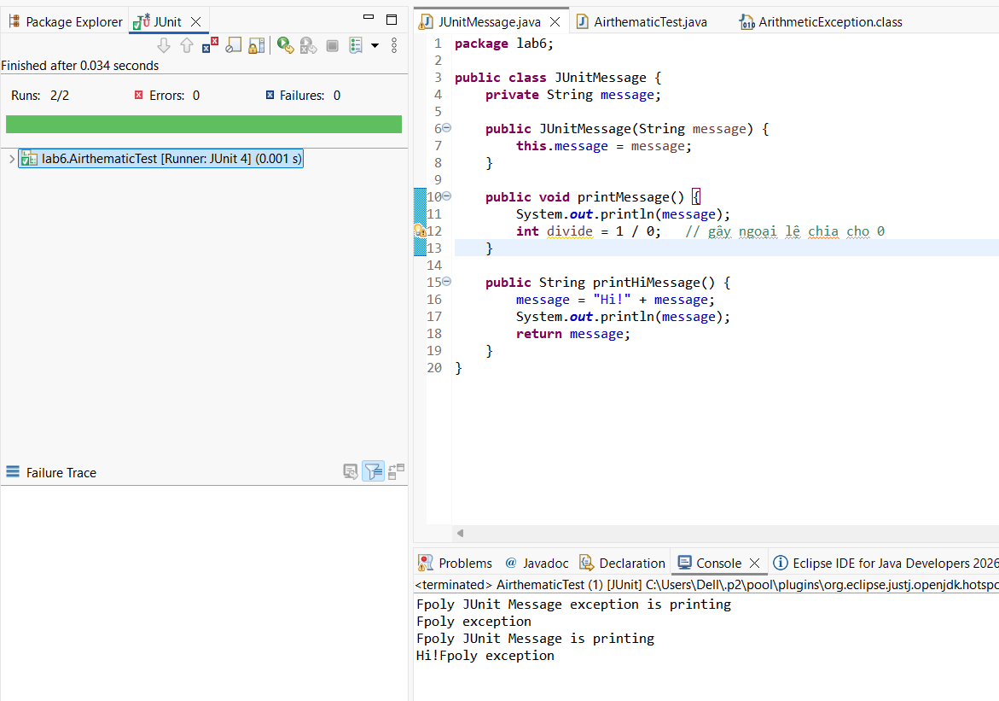 Package Explorer
JUnit
Finished after 0.034 seconds
Runs: 2/2
Errors: 0
Failures: 0
lab6.AirthematicTest [Runner: JUnit 4] (0.001 s)
Failure Trace
JUnitMessage.java
AirthematicTest.java
ArithmeticException.class
1 package lab6;
2
3 public class JUnitMessage {
4 private String message;
5
6 public JUnitMessage(String message) {
7 this.message = message;
8 }
9
10 public void printMessage() {
11 System.out.println(message);
12 int divide = 1 / 0; // gây ngoại lệ chia cho 0
13 }
14
15 public String printHiMessage() {
16 message = "Hi!" + message;
17 System.out.println(message);
18 return message;
19 }
20 }
Problems
@ Javadoc
Declaration
Console
Eclipse IDE for Java Developers 2026
<terminated> AirthematicTest (1) [JUnit] C:\Users\Dell\.p2\pool\plugins\org.eclipse.justj.openjdk.hotspo
Fpoly JUnit Message exception is printing
Fpoly exception
Fpoly JUnit Message is printing
Hi!Fpoly exception